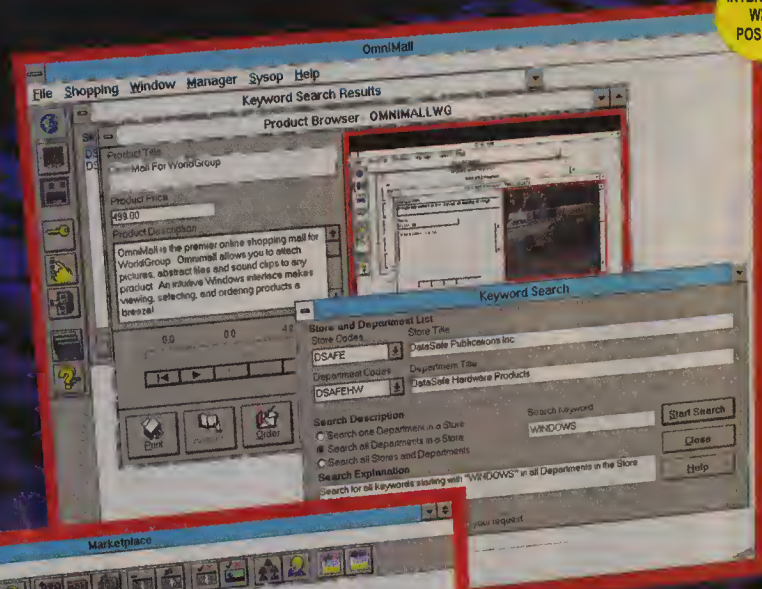 OmniMall
File Shopping Window Manager Sysop Help
Keyword Search Results
Product Browser OMNIMALLWG
Product Title
OmniMall For WorldGroup
Product Price
499.00
Product Description
OmniMall is the premier online shopping mall for
WorldGroup. Omnimall allows you to attach
pictures, abstract files and sound clips to any
product. An intuitive Windows interface makes
viewing, selecting, and ordering products a
breeze!
0.0 0.0
Print
Order
Keyword Search
Store and Department List
Store Codes Store Title
DSAFE DataSafe Publications Inc
Department Codes Department Title
DSAFEHW DataSafe Hardware Products
Search Description
Search Keyword
Search one Department in a Store
WINDOWS
Search all Departments in a Store
Search all Stores and Departments
Start Search
Close
Help
Search Explanation
Search for all keywords starting with "WINDOWS" in all Departments in the Store
your request
Marketplace